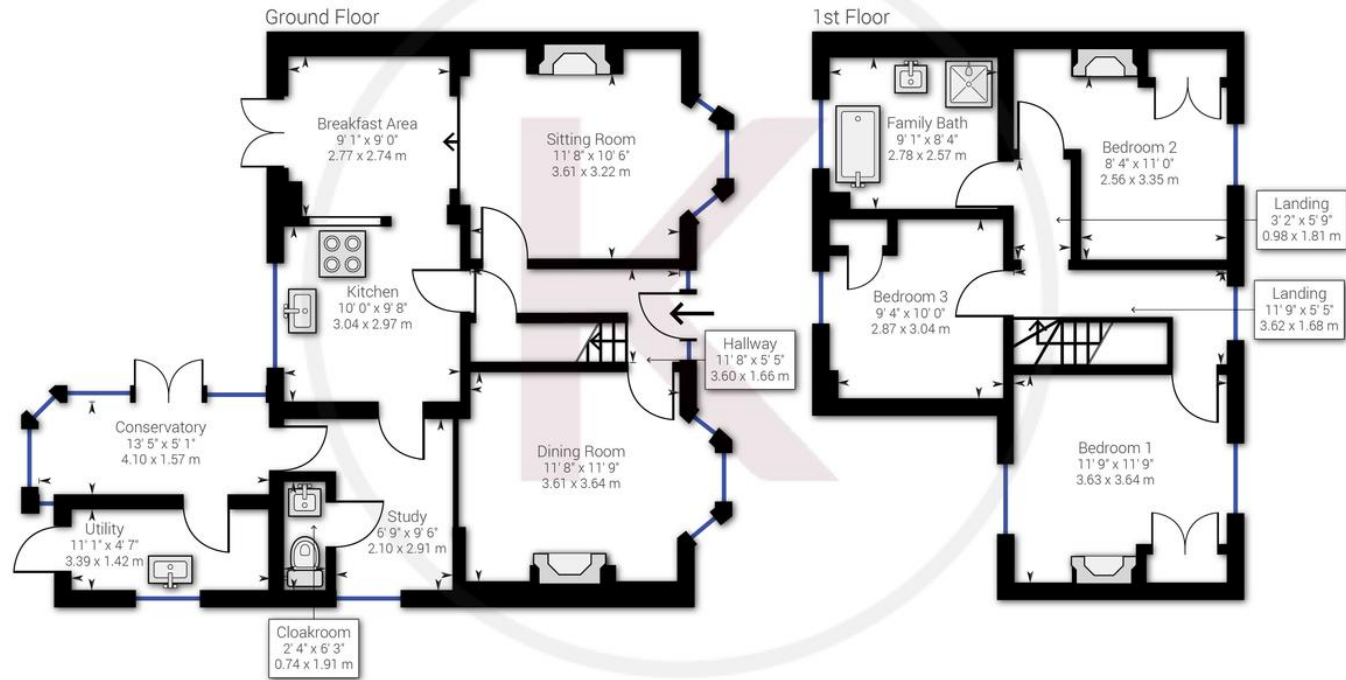 Ground Floor
Breakfast Area
9' 1" x 9' 0"
2.77 x 2.74 m
Sitting Room
11' 8" x 10' 6"
3.61 x 3.22 m
Kitchen
10' 0" x 9' 8"
3.04 x 2.97 m
Hallway
11' 8" x 5' 5"
3.60 x 1.66 m
Conservatory
13' 5" x 5' 1"
4.10 x 1.57 m
Dining Room
11' 8" x 11' 9"
3.61 x 3.64 m
Utility
11' 1" x 4' 7"
3.39 x 1.42 m
Study
6' 9" x 9' 6"
2.10 x 2.91 m
Cloakroom
2' 4" x 6' 3"
0.74 x 1.91 m
1st Floor
Family Bath
9' 1" x 8' 4"
2.78 x 2.57 m
Bedroom 2
8' 4" x 11' 0"
2.56 x 3.35 m
Landing
3' 2" x 5' 9"
0.98 x 1.81 m
Bedroom 3
9' 4" x 10' 0"
2.87 x 3.04 m
Landing
11' 9" x 5' 5"
3.62 x 1.68 m
Bedroom 1
11' 9" x 11' 9"
3.63 x 3.64 m
K